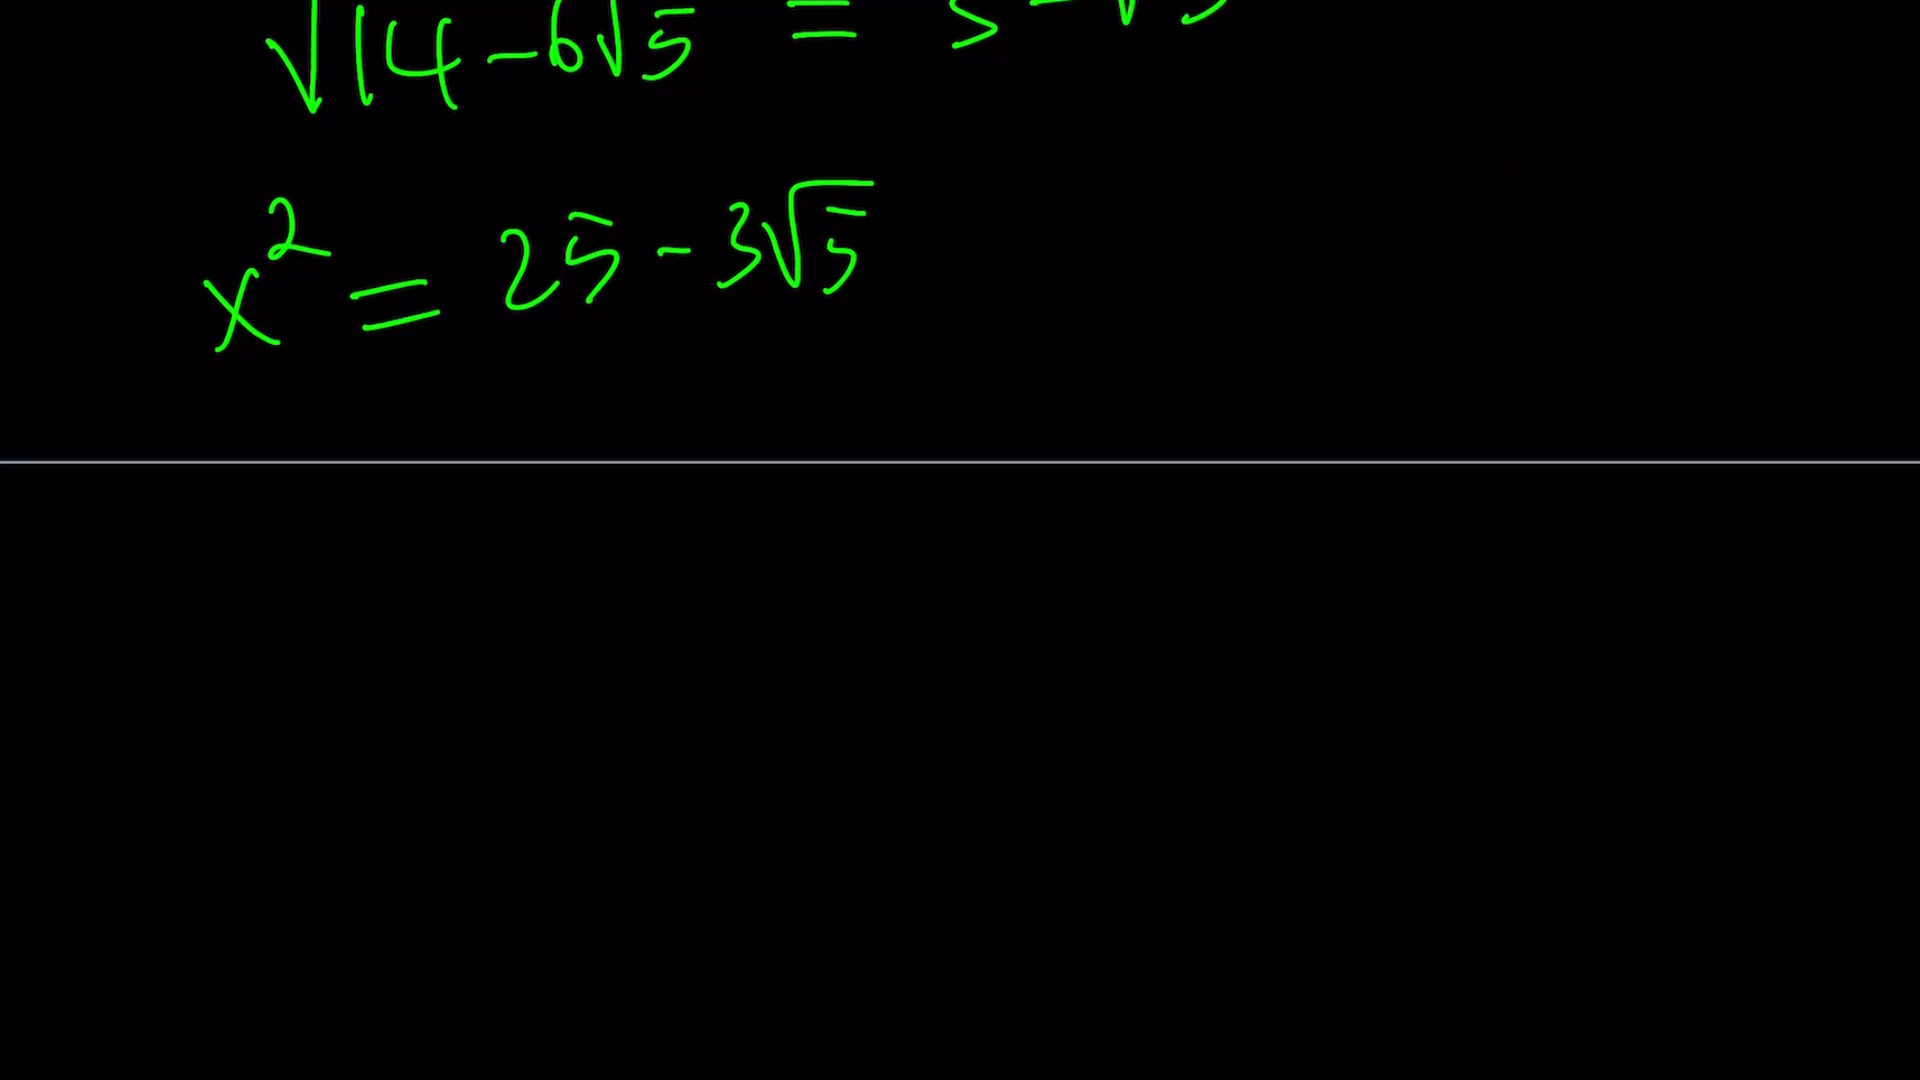 √14-6√5 = 3-√5
x² = 25-3√5